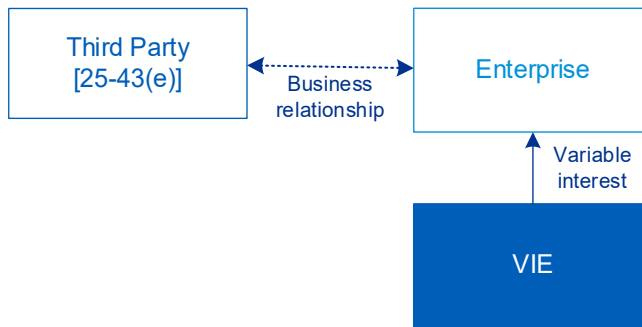 Third Party
[25-43(e)]
Business
relationship
Enterprise
Variable
interest
VIE